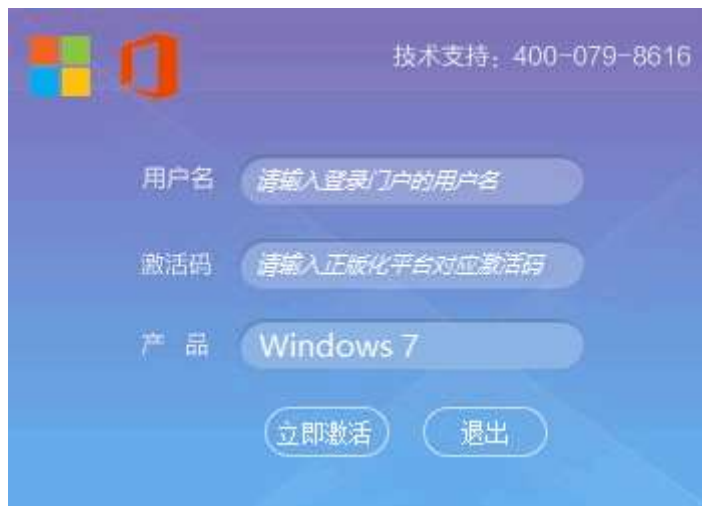 技术支持：400-079-8616
用户名 请输入登录门户的用户名
激活码 请输入正版化平台对应激活码
产 品 Windows 7
立即激活 退出